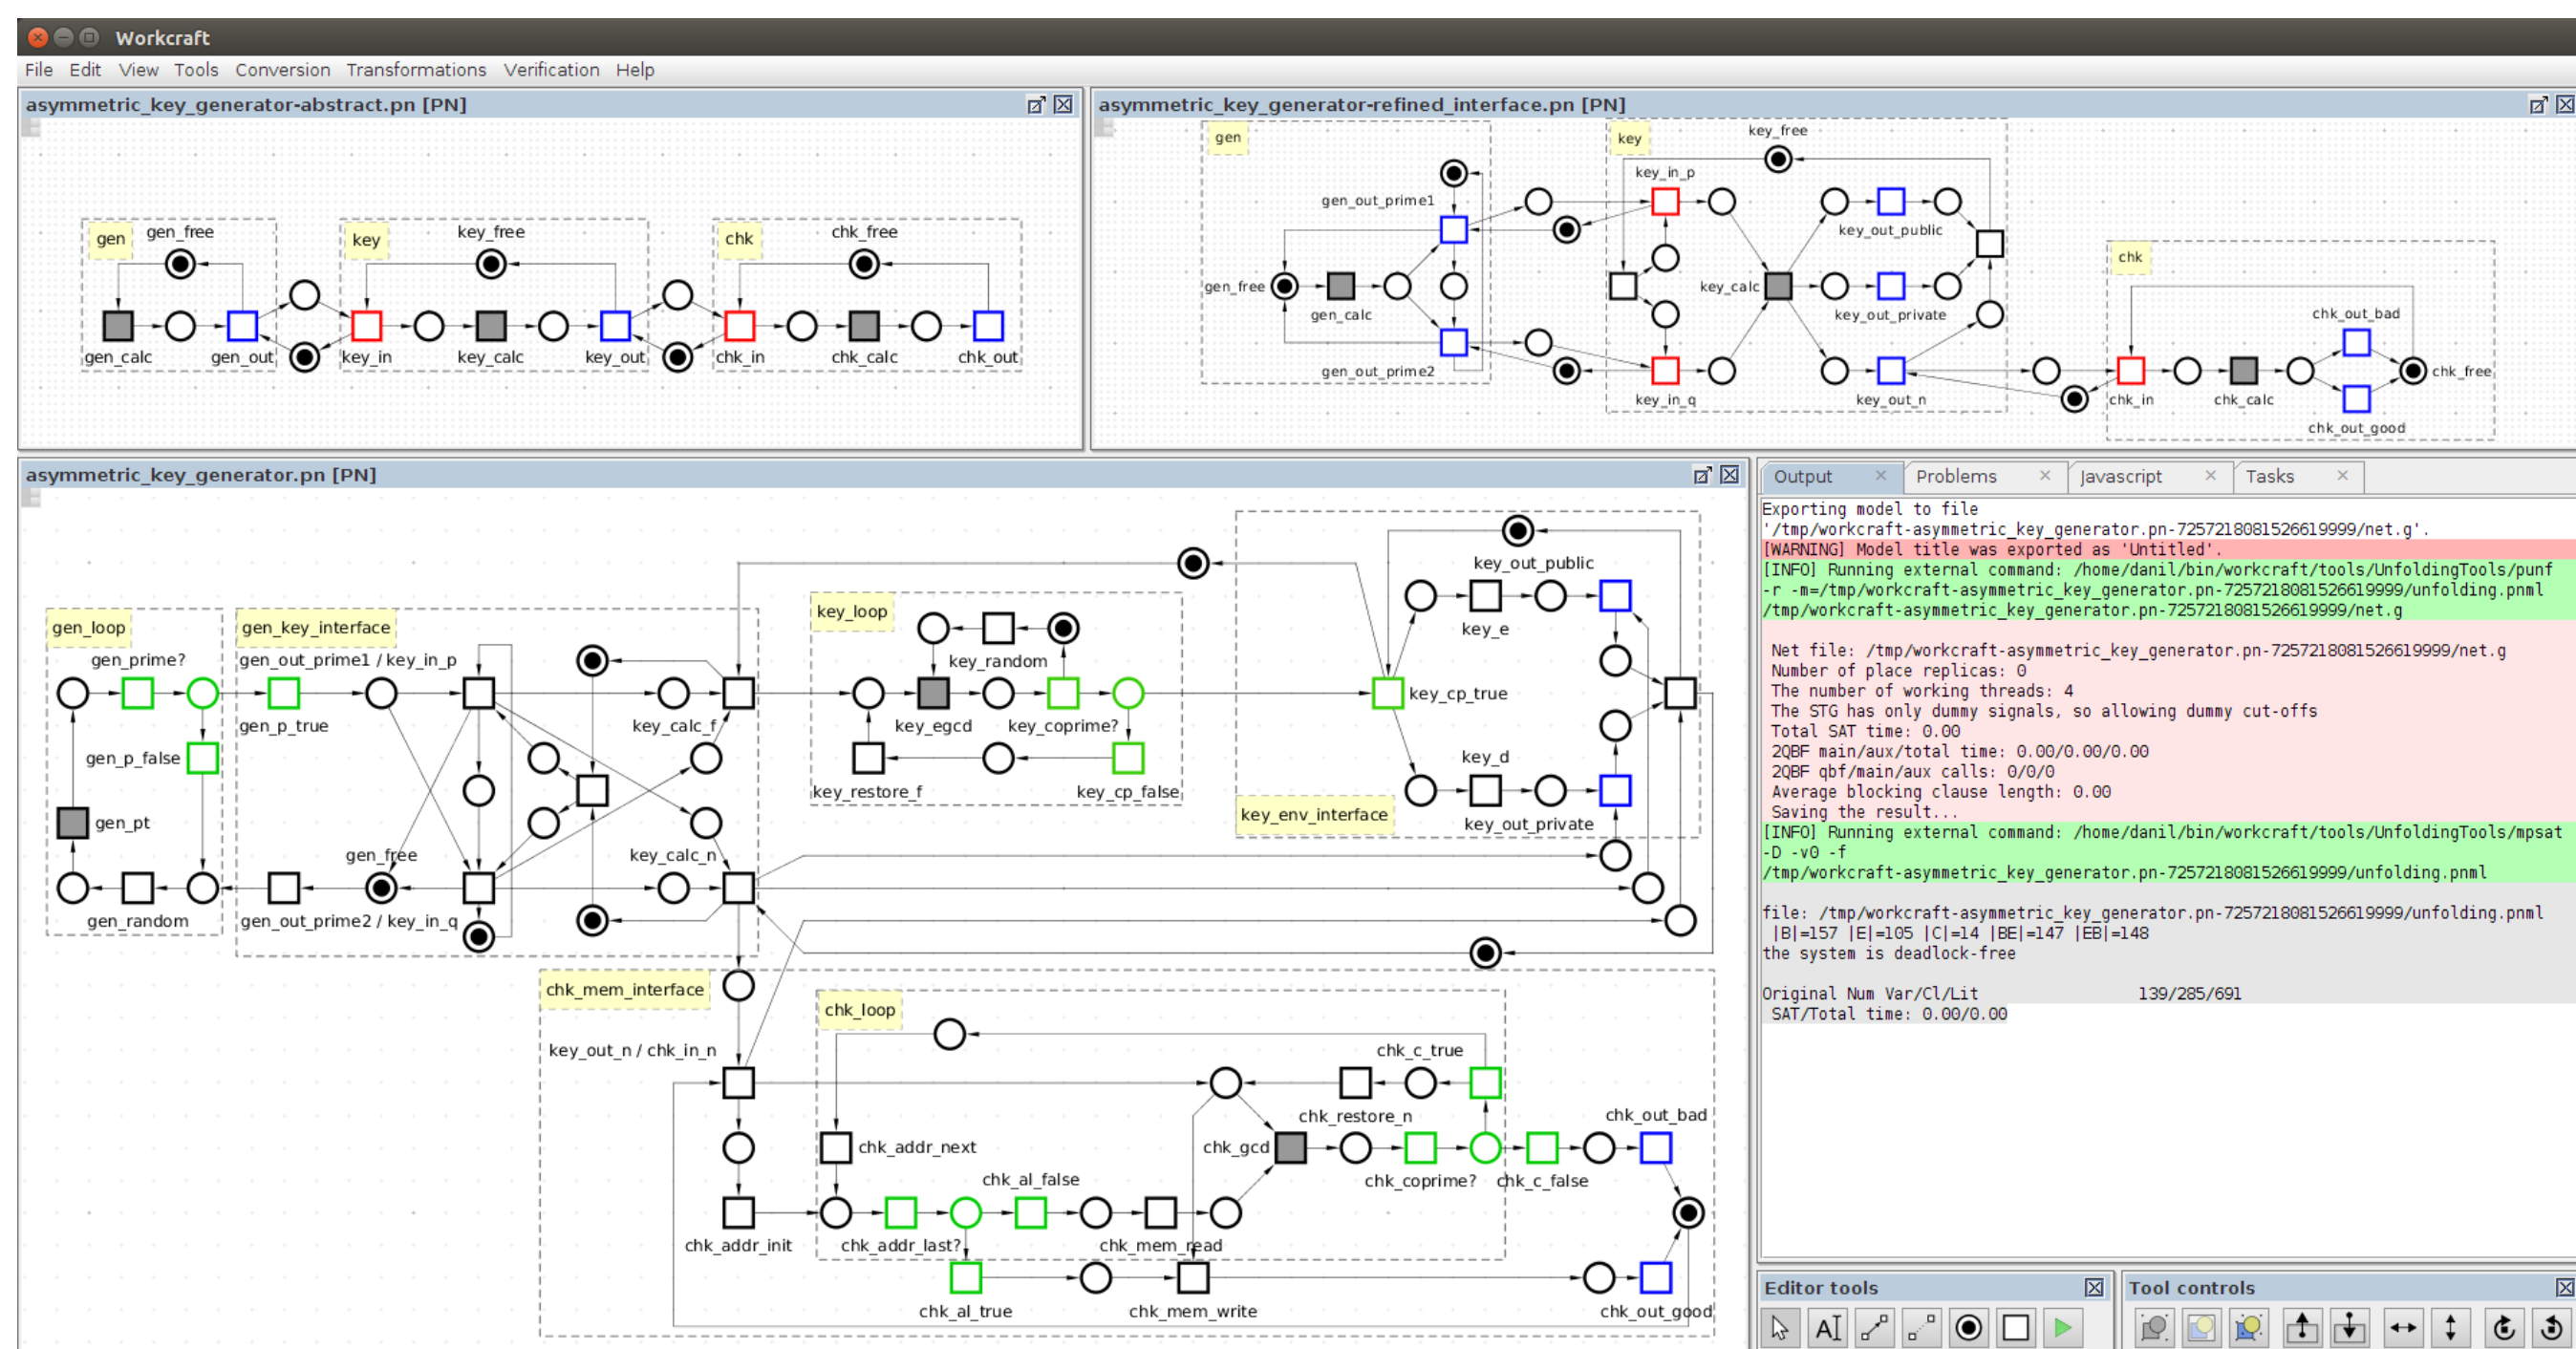 Workcraft
File Edit View Tools Conversion Transformations Verification Help
asymmetric_key_generator-abstract.pn [PN]
gen
gen_free
key
key_free
chk
chk_free
gen_calc
gen_out
key_in
key_calc
key_out
chk_in
chk_calc
chk_out
asymmetric_key_generator-refined_interface.pn [PN]
gen
key
key_free
key_in_p
gen_out_prime1
key_out_public
chk
gen_free
key_calc
gen_calc
key_out_private
chk_out_bad
gen_out_prime2
chk_free
key_in_q
key_out_n
chk_in
chk_calc
chk_out_good
asymmetric_key_generator.pn [PN]
key_out_public
key_loop
gen_loop
gen_key_interface
key_e
gen_prime?
gen_out_prime1 / key_in_p
key_random
key_cp_true
gen_p_true
key_calc_f
key_egcd
key_coprime?
gen_p_false
key_d
key_restore_f
key_cp_false
gen_pt
key_env_interface
key_out_private
gen_free
key_calc_n
gen_random
gen_out_prime2 / key_in_q
chk_mem_interface
chk_loop
key_out_n / chk_in_n
chk_c_true
chk_restore_n
chk_out_bad
chk_addr_next
chk_gcd
chk_al_false
chk_coprime?
chk_c_false
chk_addr_init
chk_addr_last?
chk_mem_read
chk_al_true
chk_mem_write
chk_out_good
Output Problems Javascript Tasks
Exporting model to file
'/tmp/workcraft-asymmetric_key_generator.pn-7257218081526619999/net.g'.
[WARNING] Model title was exported as 'Untitled'.
[INFO] Running external command: /home/danil/bin/workcraft/tools/UnfoldingTools/punf
-r -m=/tmp/workcraft-asymmetric_key_generator.pn-7257218081526619999/unfolding.pnml
/tmp/workcraft-asymmetric_key_generator.pn-7257218081526619999/net.g
Net file: /tmp/workcraft-asymmetric_key_generator.pn-7257218081526619999/net.g
Number of place replicas: 0
The number of working threads: 4
The STG has only dummy signals, so allowing dummy cut-offs
Total SAT time: 0.00
2QBF main/aux/total time: 0.00/0.00/0.00
2QBF qbf/main/aux calls: 0/0/0
Average blocking clause length: 0.00
Saving the result...
[INFO] Running external command: /home/danil/bin/workcraft/tools/UnfoldingTools/mpsat
-D -v0 -f
/tmp/workcraft-asymmetric_key_generator.pn-7257218081526619999/unfolding.pnml
file: /tmp/workcraft-asymmetric_key_generator.pn-7257218081526619999/unfolding.pnml
|B|=157 |E|=105 |C|=14 |BE|=147 |EB|=148
the system is deadlock-free
Original Num Var/Cl/Lit 139/285/691
SAT/Total time: 0.00/0.00
Editor tools
Tool controls
AI